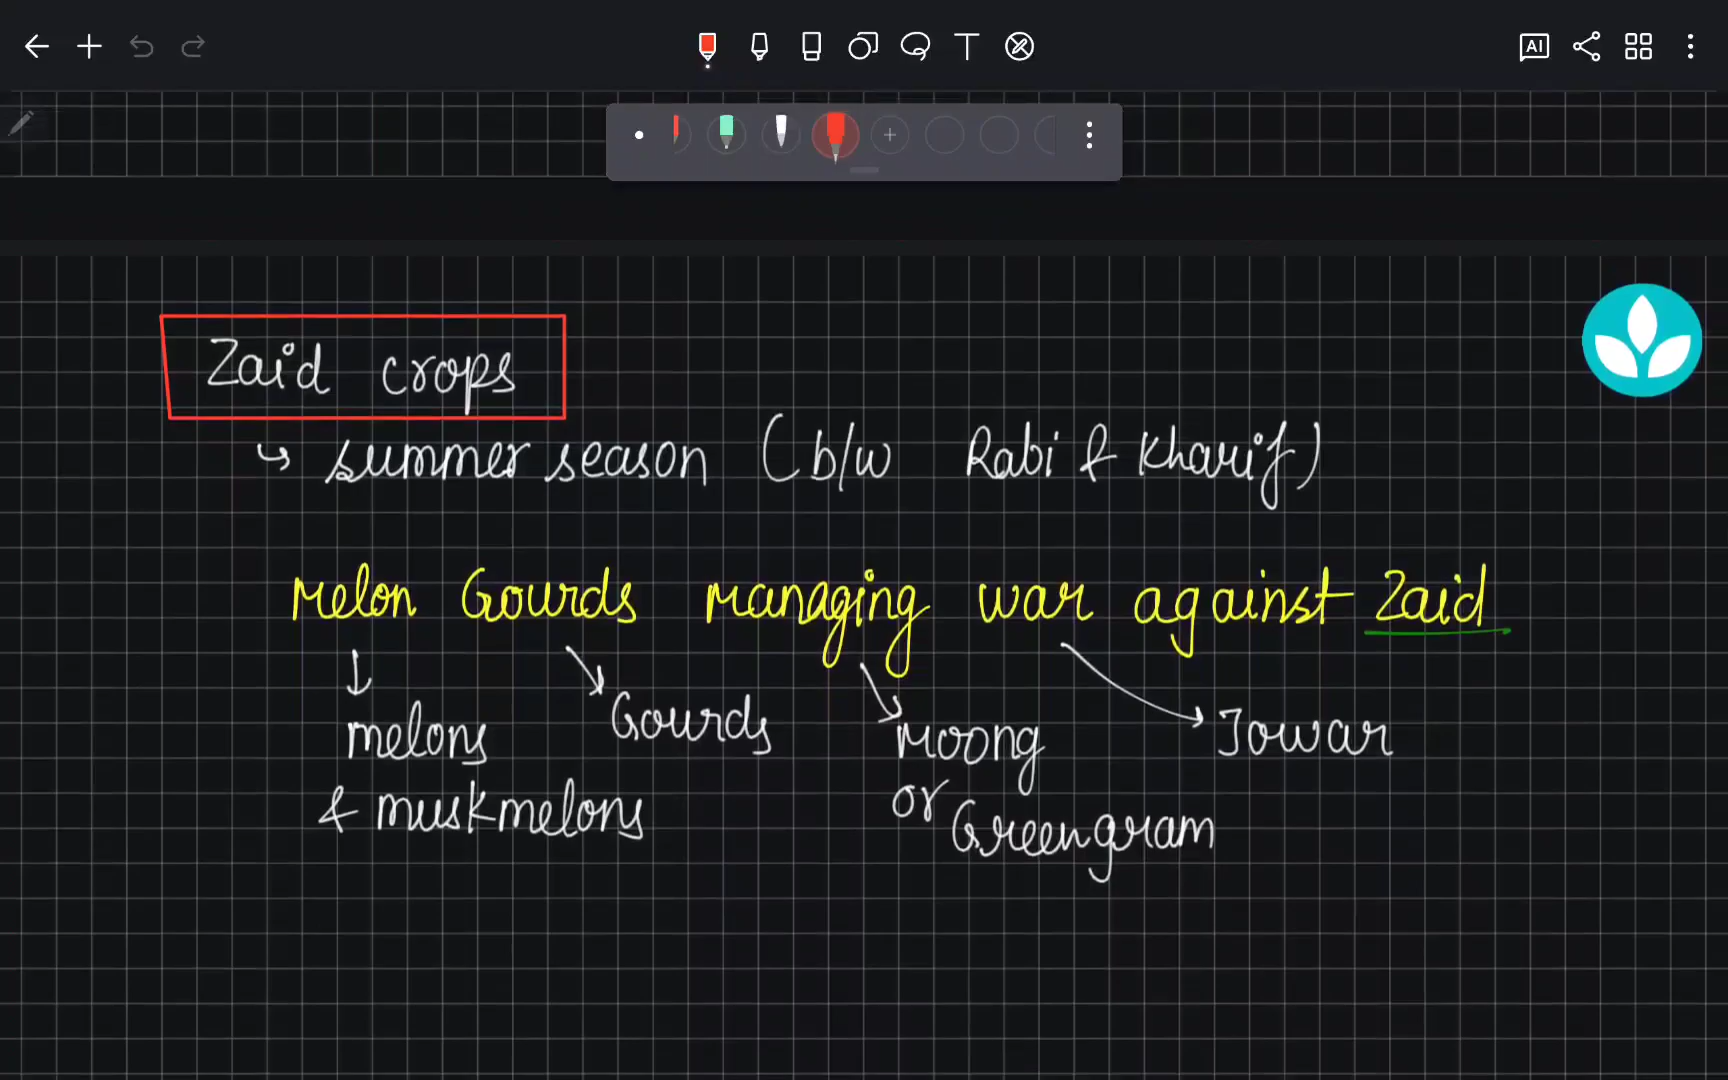 AI
T
Zaid crops
↳ summer season (b/w Rabi & Kharif)
Melon Gourds managing war against Zaid
melons
& muskmelons
Gourds
Moong
or Greengram
Jowar